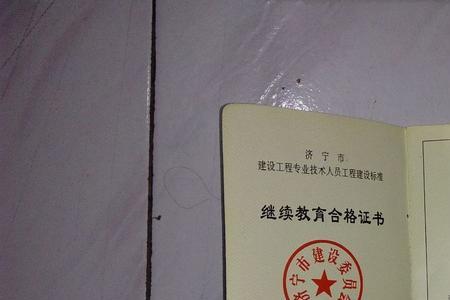 济宁市
建设工程专业技术人员工程建设标准
继续教育合格证书
济宁市建设委员会